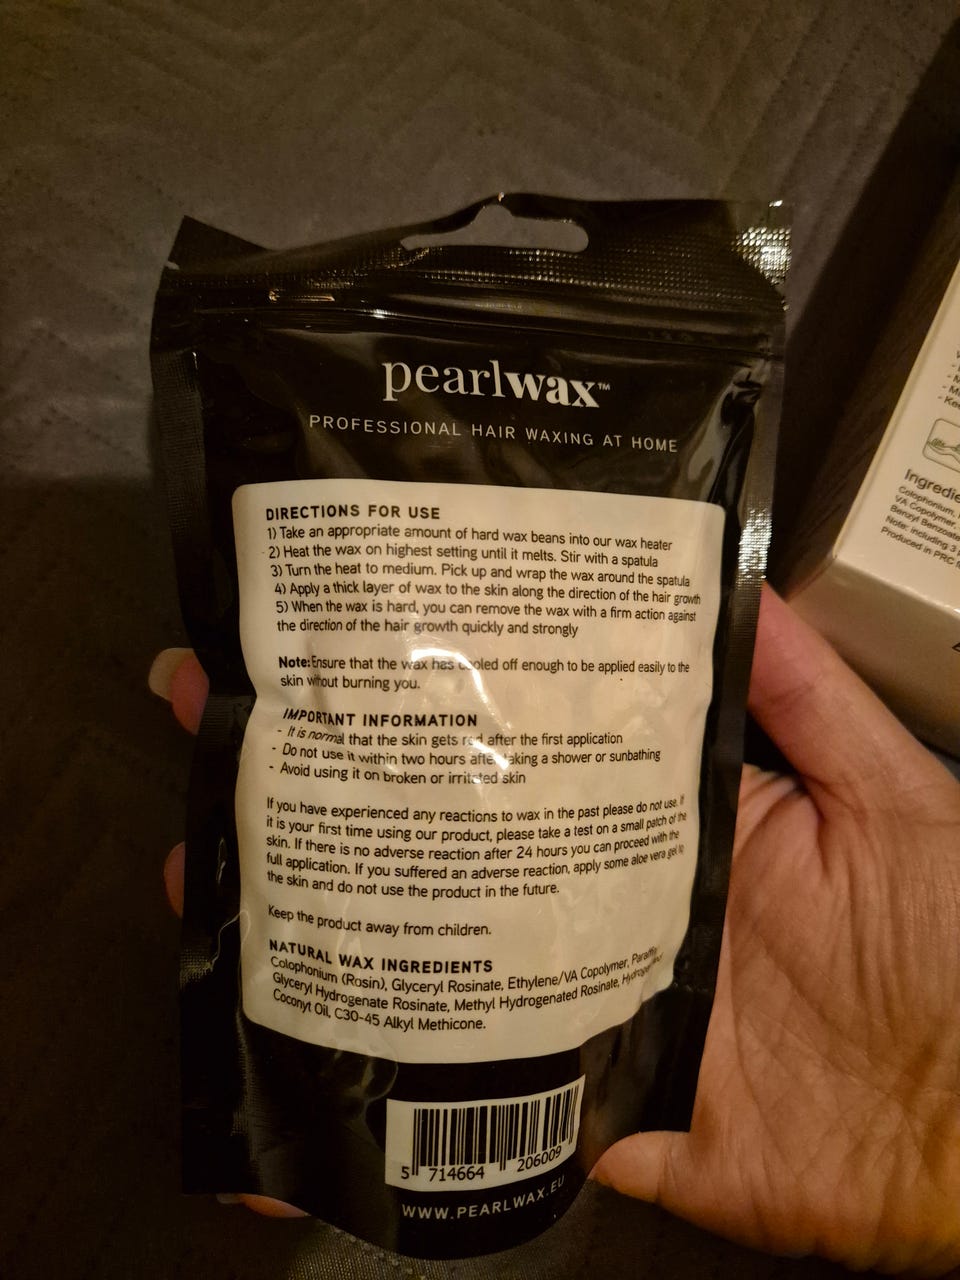 pearlwax™
PROFESSIONAL HAIR WAXING AT HOME
DIRECTIONS FOR USE
1) Take an appropriate amount of hard wax beans into our wax heater
2) Heat the wax on highest setting until it melts. Stir with a spatula
3) Turn the heat to medium. Pick up and wrap the wax around the spatula
4) Apply a thick layer of wax to the skin along the direction of the hair growth
5) When the wax is hard, you can remove the wax with a firm action against
the direction of the hair growth quickly and strongly
Note: Ensure that the wax has cooled off enough to be applied easily to the
skin without burning you.
IMPORTANT INFORMATION
- It is normal that the skin gets red after the first application
- Do not use it within two hours after taking a shower or sunbathing
- Avoid using it on broken or irritated skin
If you have experienced any reactions to wax in the past please do not use. If
it is your first time using our product, please take a test on a small patch of the
skin. If there is no adverse reaction after 24 hours you can proceed with the
full application. If you suffered an adverse reaction, apply some aloe vera gel to
the skin and do not use the product in the future.
Keep the product away from children.
NATURAL WAX INGREDIENTS
Colophonium (Rosin), Glyceryl Rosinate, Ethylene/VA Copolymer, Paraffin,
Glyceryl Hydrogenate Rosinate, Methyl Hydrogenated Rosinate,
Coconyt Oil, C30-45 Alkyl Methicone.
5 714664 206009
WWW.PEARLWAX.EU
- Kee
Ingredie
Colophonium,
VA Copolymer,
Benzyl Benzoate
Note: including 3
Produced in PRC